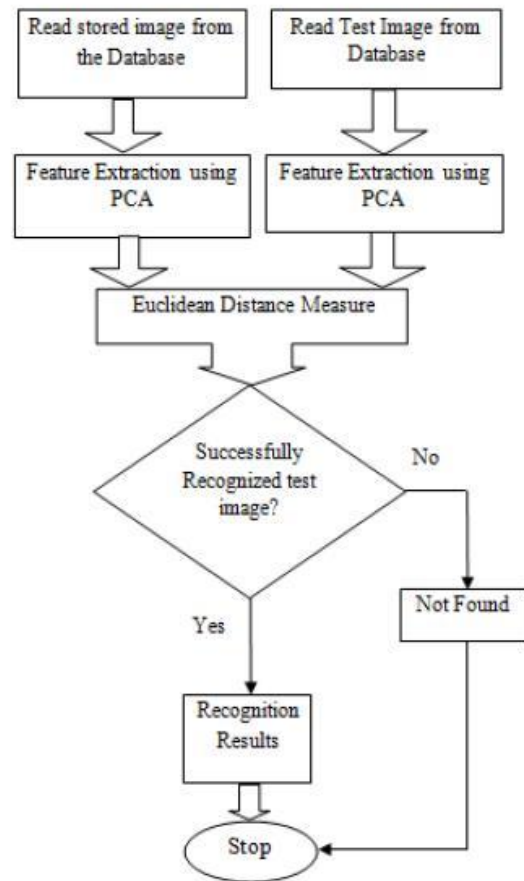 Read stored image from
the Database
Read Test Image from
Database
Feature Extraction using
PCA
Feature Extraction using
PCA
Euclidean Distance Measure
Successfully
Recognized test
image?
No
Not Found
Yes
Recognition
Results
Stop